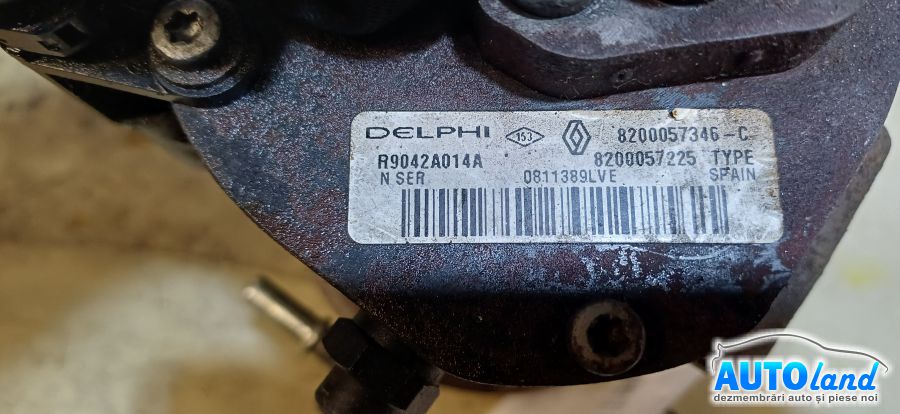 DELPHI 153 8200057346-C
R9042A014A 8200057225 TYPE
N SER 0811389LVE SPAIN
AUTOland
dezmembrări auto și piese noi